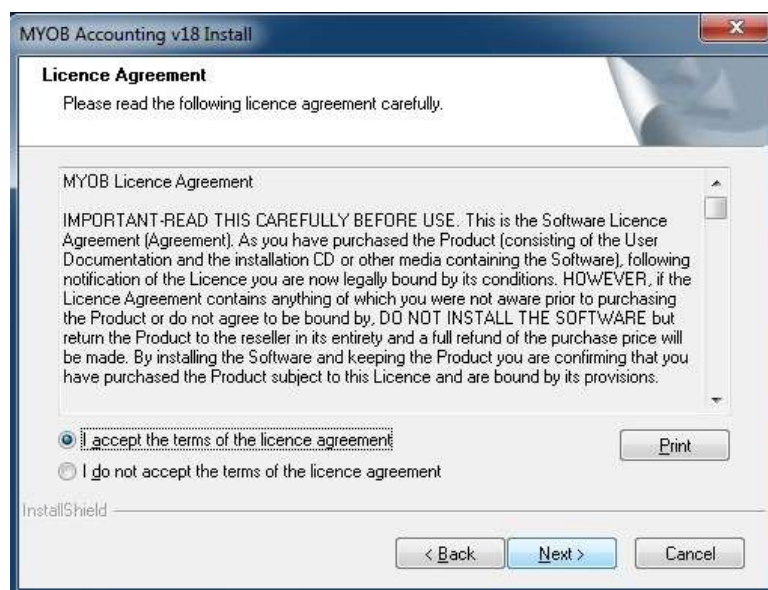 MYOB Accounting v18 Install
Licence Agreement
Please read the following licence agreement carefully.
MYOB Licence Agreement
IMPORTANT-READ THIS CAREFULLY BEFORE USE. This is the Software Licence
Agreement (Agreement). As you have purchased the Product (consisting of the User
Documentation and the installation CD or other media containing the Software), following
notification of the Licence you are now legally bound by its conditions. HOWEVER, if the
Licence Agreement contains anything of which you were not aware prior to purchasing
the Product or do not agree to be bound by, DO NOT INSTALL THE SOFTWARE but
return the Product to the reseller in its entirety and a full refund of the purchase price will
be made. By installing the Software and keeping the Product you are confirming that you
have purchased the Product subject to this Licence and are bound by its provisions.
I accept the terms of the licence agreement
Print
I do not accept the terms of the licence agreement
InstallShield
< Back
Next >
Cancel